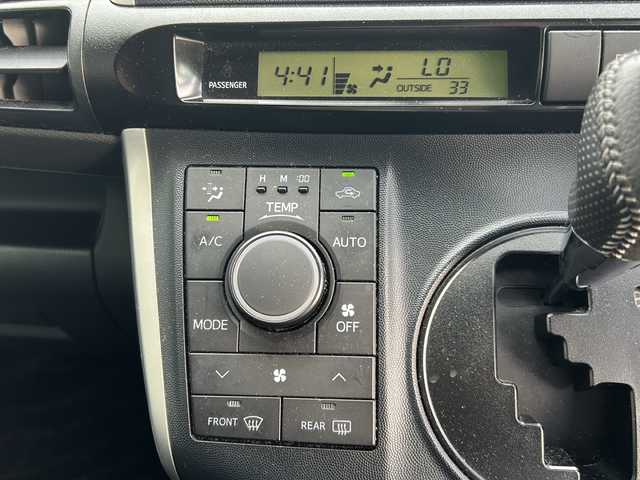 4:41 LO
PASSENGER OUTSIDE 33
H M :00
TEMP
A/C AUTO
MODE OFF
FRONT REAR